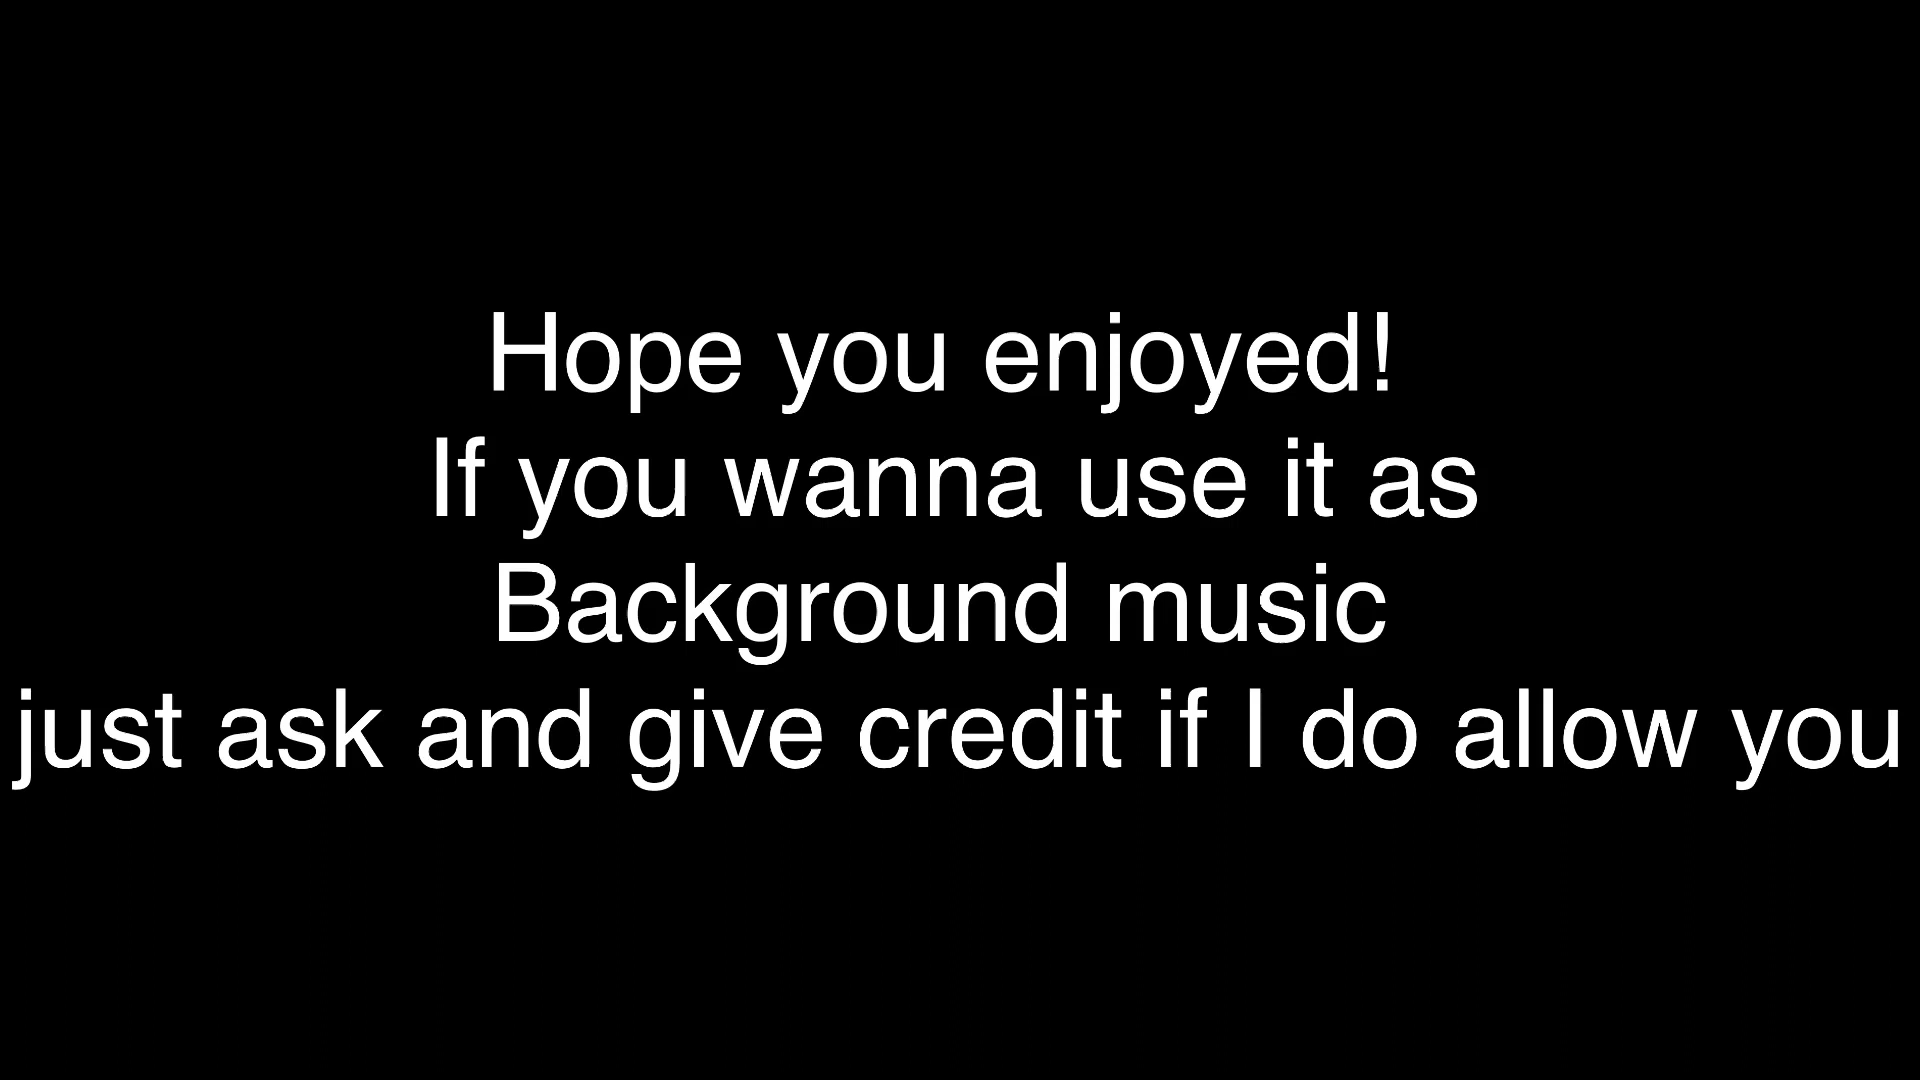 Hope you enjoyed!
If you wanna use it as
Background music
just ask and give credit if I do allow you